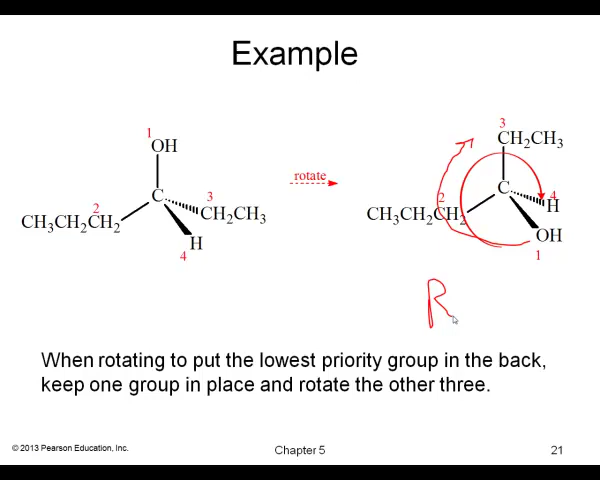 Example
1
OH
C
2
3
CH3CH2CH2
CH2CH3
H
4
rotate
3
CH2CH3
C
2
4
CH3CH2CH2
H
OH
1
R
When rotating to put the lowest priority group in the back,
keep one group in place and rotate the other three.
© 2013 Pearson Education, Inc.
Chapter 5
21